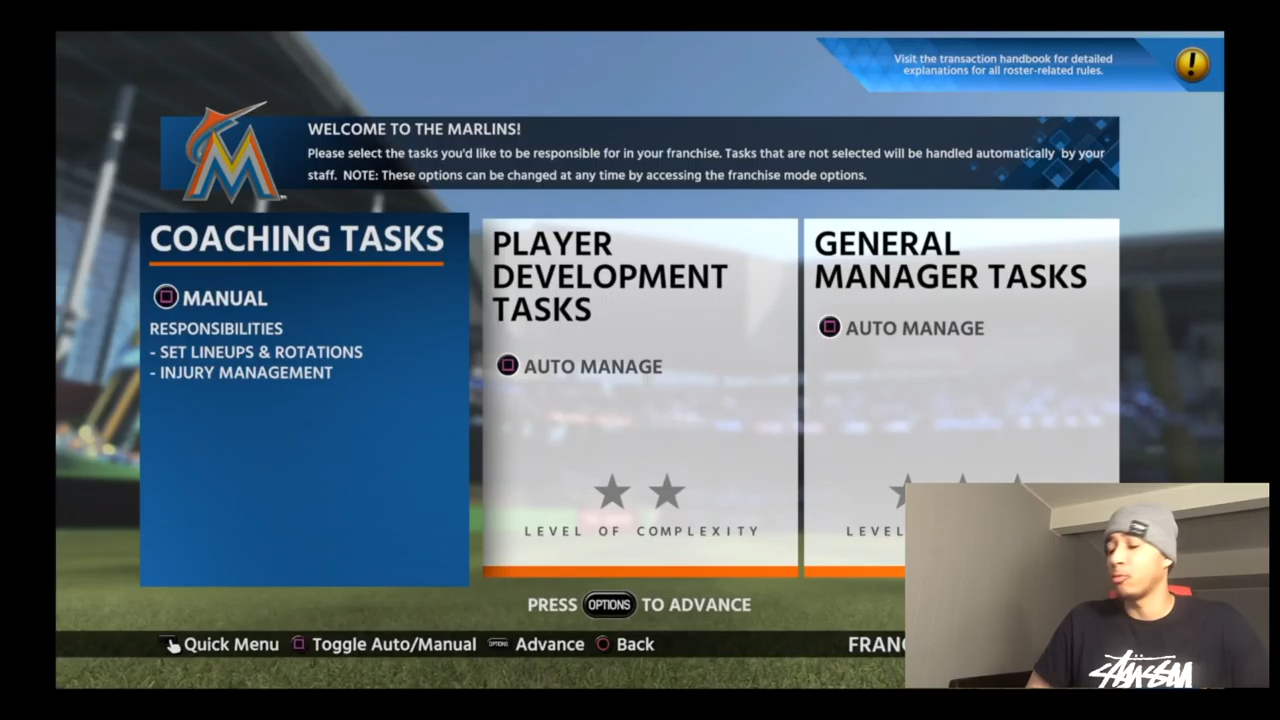 Visit the transaction handbook for detailed
explanations for all roster-related rules.
WELCOME TO THE MARLINS!
Please select the tasks you'd like to be responsible for in your franchise. Tasks that are not selected will be handled automatically by your
staff. NOTE: These options can be changed at any time by accessing the franchise mode options.
COACHING TASKS
MANUAL
RESPONSIBILITIES
- SET LINEUPS & ROTATIONS
- INJURY MANAGEMENT
PLAYER
DEVELOPMENT
TASKS
AUTO MANAGE
LEVEL OF COMPLEXITY
GENERAL
MANAGER TASKS
AUTO MANAGE
LEVEL
PRESS OPTIONS TO ADVANCE
Quick Menu Toggle Auto/Manual OPTIONS Advance Back